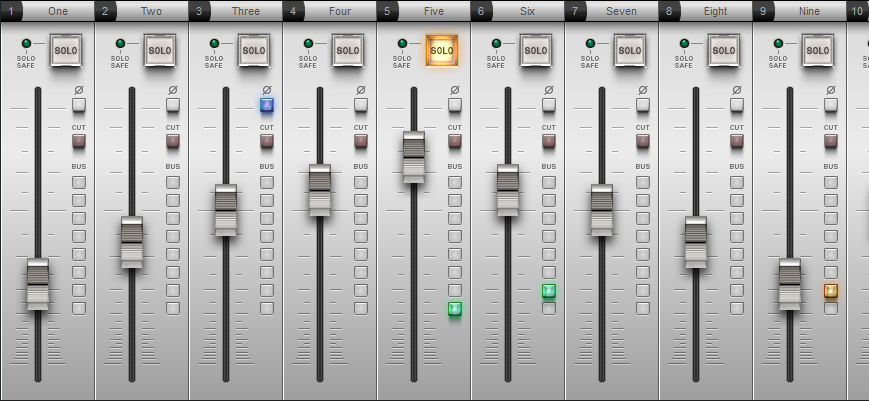 1 One 2 Two 3 Three 4 Four 5 Five 6 Six 7 Seven 8 Eight 9 Nine 10
SOLO SOLO SOLO SOLO SOLO SOLO SOLO SOLO SOLO
SOLO SOLO SOLO SOLO SOLO SOLO SOLO SOLO SOLO
SAFE SAFE SAFE SAFE SAFE SAFE SAFE SAFE SAFE
Ø Ø Ø Ø Ø Ø Ø Ø Ø
CUT CUT CUT CUT CUT CUT CUT CUT CUT
BUS BUS BUS BUS BUS BUS BUS BUS BUS